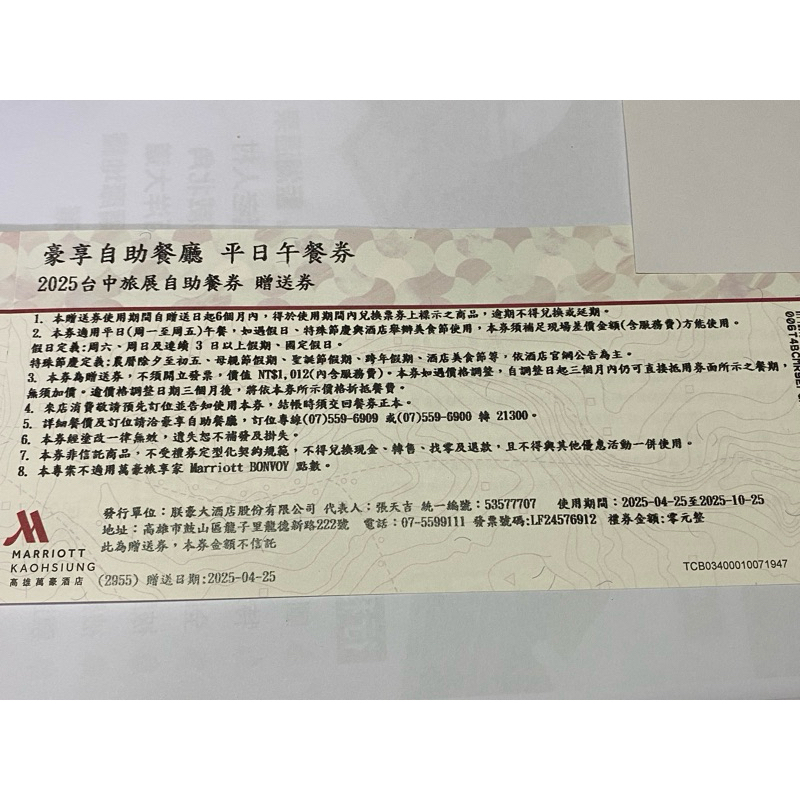 豪享自助餐廳 平日午餐券
2025台中旅展自助餐券 贈送券
1. 本贈送券使用期間自贈送日起6個月內，得於使用期間內兌換票券上標示之商品，逾期不得兌換或延期。
2. 本券適用平日(周一至周五)午餐，如遇假日、特殊節慶與酒店舉辦美食節使用，本券須補足現場差價金額(含服務費)方能使用。
假日定義:周六、周日及連續 3 日以上假期、國定假日。
特殊節慶定義:農曆除夕至初五、母親節假期、聖誕節假期、跨年假期、酒店美食節等，依酒店官網公告為主。
3. 本券為贈送券，不須開立發票，價值 NT$1,012(內含服務費)。本券如遇價格調整，自調整日起三個月內仍可直接抵用券面所示之餐期，
無須加價。逾價格調整日期三個月後，將依本券所示價格折抵餐費。
4. 來店消費敬請預先訂位並告知使用本券，結帳時須交回餐券正本。
5. 詳細餐價及訂位請洽豪享自助餐廳，訂位專線(07)559-6909 或(07)559-6900 轉 21300。
6. 本券經塗改一律無效，遺失恕不補發及掛失。
7. 本券非信託商品，不受禮券定型化契約規範，不得兌換現金、轉售、找零及退款，且不得與其他優惠活動一併使用。
8. 本專案不適用萬豪旅享家 Marriott BONVOY 點數。
發行單位：朕豪大酒店股份有限公司 代表人：張天吉 統一編號：53577707 使用期間：2025-04-25至2025-10-25
地址：高雄市鼓山區龍子里龍德新路222號 電話：07-5599111 發票號碼:LF24576912 禮券金額:零元整
此為贈送券，本券金額不信託
MARRIOTT
KAOHSIUNG
高雄萬豪酒店
(2955) 贈送日期:2025-04-25
TCB03400010071947